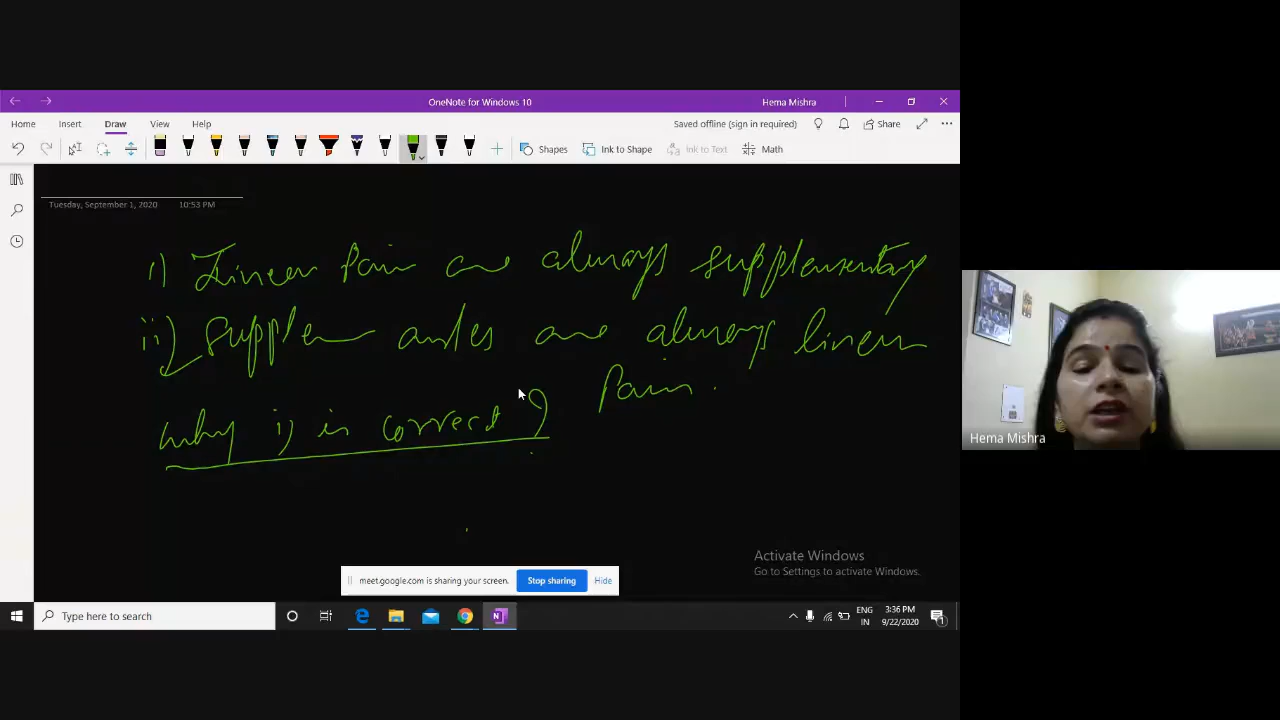 OneNote for Windows 10
Hema Mishra
Home Insert Draw View Help
Saved offline (sign in required)
Share
Shapes Ink to Shape Ink to Text Math
Tuesday, September 1, 2020 10:53 PM
i) Linear Pair are always supplementary
ii) Supplem anles are always linear
Pair.
Why i) is correct ?
Hema Mishra
Activate Windows
Go to Settings to activate Windows.
meet.google.com is sharing your screen. Stop sharing Hide
Type here to search
ENG
IN
3:36 PM
9/22/2020
1